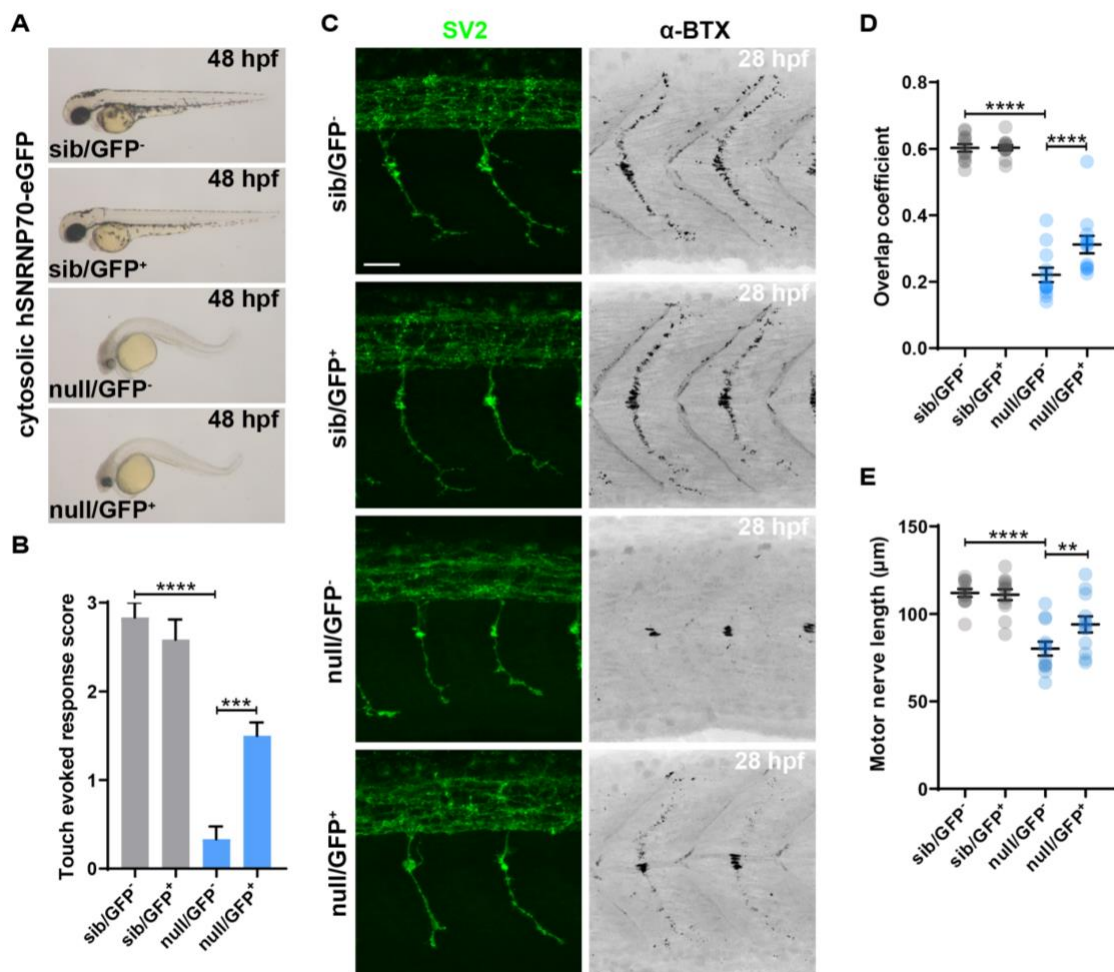 A
cytosolic hSNRNP70-eGFP
48 hpf
sib/GFP⁻
48 hpf
sib/GFP⁺
48 hpf
null/GFP⁻
48 hpf
null/GFP⁺
B
Touch evoked response score
3
2
1
0
****
***
sib/GFP⁻
sib/GFP⁺
null/GFP⁻
null/GFP⁺
C
SV2
α-BTX
sib/GFP⁻
28 hpf
sib/GFP⁺
28 hpf
null/GFP⁻
28 hpf
null/GFP⁺
28 hpf
D
Overlap coefficient
0.8
0.6
0.4
0.2
0.0
****
****
sib/GFP⁻
sib/GFP⁺
null/GFP⁻
null/GFP⁺
E
Motor nerve length (μm)
150
100
50
0
****
**
sib/GFP⁻
sib/GFP⁺
null/GFP⁻
null/GFP⁺